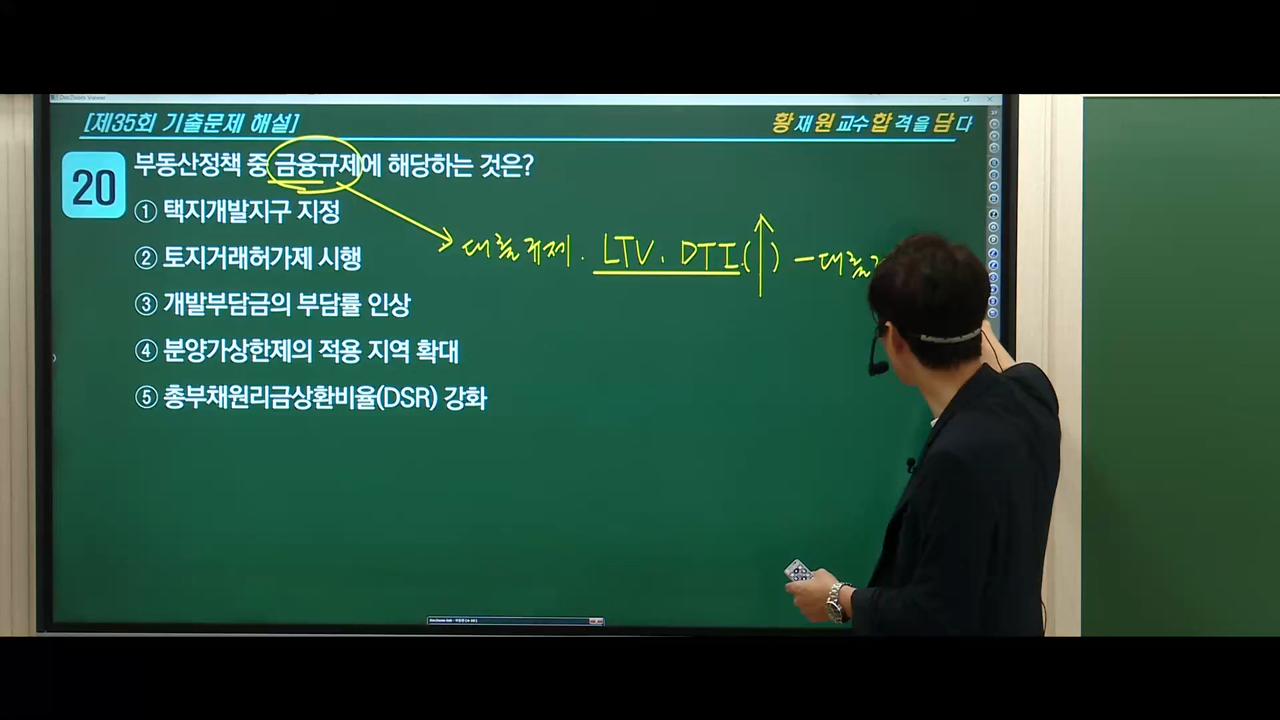 DocZoom Viewer
[제35회 기출문제 해설]
황재원 교수 합격을 담다
20
부동산정책 중 금융규제에 해당하는 것은?
① 택지개발지구 지정
② 토지거래허가제 시행
③ 개발부담금의 부담률 인상
④ 분양가상한제의 적용 지역 확대
⑤ 총부채원리금상환비율(DSR) 강화
대출규제. LTV, DTI (↑) - 대출